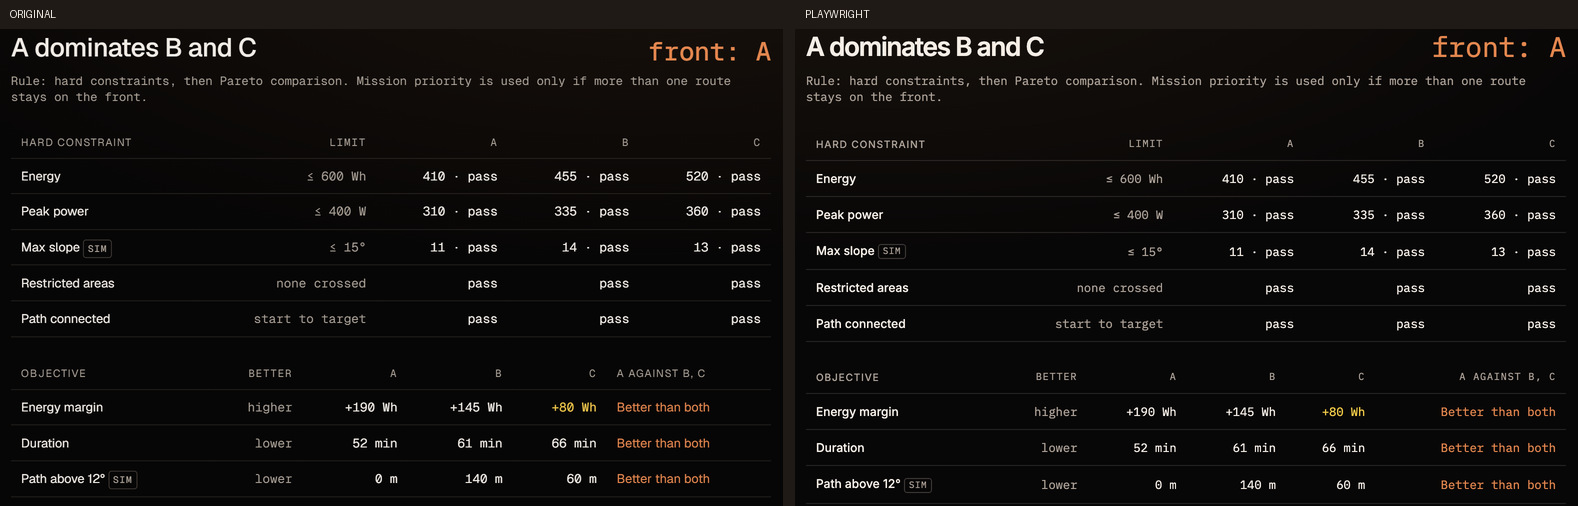 ORIGINAL
A dominates B and C
front: A
Rule: hard constraints, then Pareto comparison. Mission priority is used only if more than one route
stays on the front.
HARD CONSTRAINT LIMIT A B C
Energy ≤ 600 Wh 410 · pass 455 · pass 520 · pass
Peak power ≤ 400 W 310 · pass 335 · pass 360 · pass
Max slope SIM ≤ 15° 11 · pass 14 · pass 13 · pass
Restricted areas none crossed pass pass pass
Path connected start to target pass pass pass
OBJECTIVE BETTER A B C A AGAINST B, C
Energy margin higher +190 Wh +145 Wh +80 Wh Better than both
Duration lower 52 min 61 min 66 min Better than both
Path above 12° SIM lower 0 m 140 m 60 m Better than both
PLAYWRIGHT
A dominates B and C
front: A
Rule: hard constraints, then Pareto comparison. Mission priority is used only if more than one route
stays on the front.
HARD CONSTRAINT LIMIT A B C
Energy ≤ 600 Wh 410 · pass 455 · pass 520 · pass
Peak power ≤ 400 W 310 · pass 335 · pass 360 · pass
Max slope SIM ≤ 15° 11 · pass 14 · pass 13 · pass
Restricted areas none crossed pass pass pass
Path connected start to target pass pass pass
OBJECTIVE BETTER A B C A AGAINST B, C
Energy margin higher +190 Wh +145 Wh +80 Wh Better than both
Duration lower 52 min 61 min 66 min Better than both
Path above 12° SIM lower 0 m 140 m 60 m Better than both